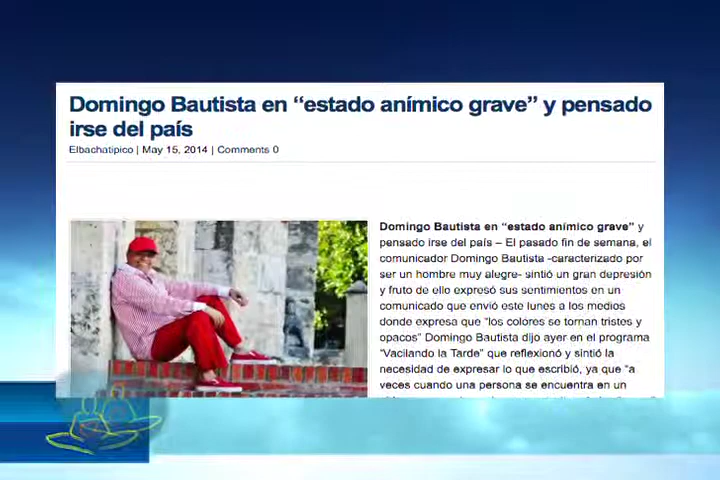 Domingo Bautista en “estado anímico grave” y pensado
irse del país
Elbachatipico | May 15, 2014 | Comments 0
Domingo Bautista en “estado anímico grave” y
pensado irse del país – El pasado fin de semana, el
comunicador Domingo Bautista -caracterizado por
ser un hombre muy alegre- sintió un gran depresión
y fruto de ello expresó sus sentimientos en un
comunicado que envió este lunes a los medios
donde expresa que “los colores se tornan tristes y
opacos” Domingo Bautista dijo ayer en el programa
“Vacilando la Tarde” que reflexionó y sintió la
necesidad de expresar lo que escribió, ya que “a
veces cuando una persona se encuentra en un